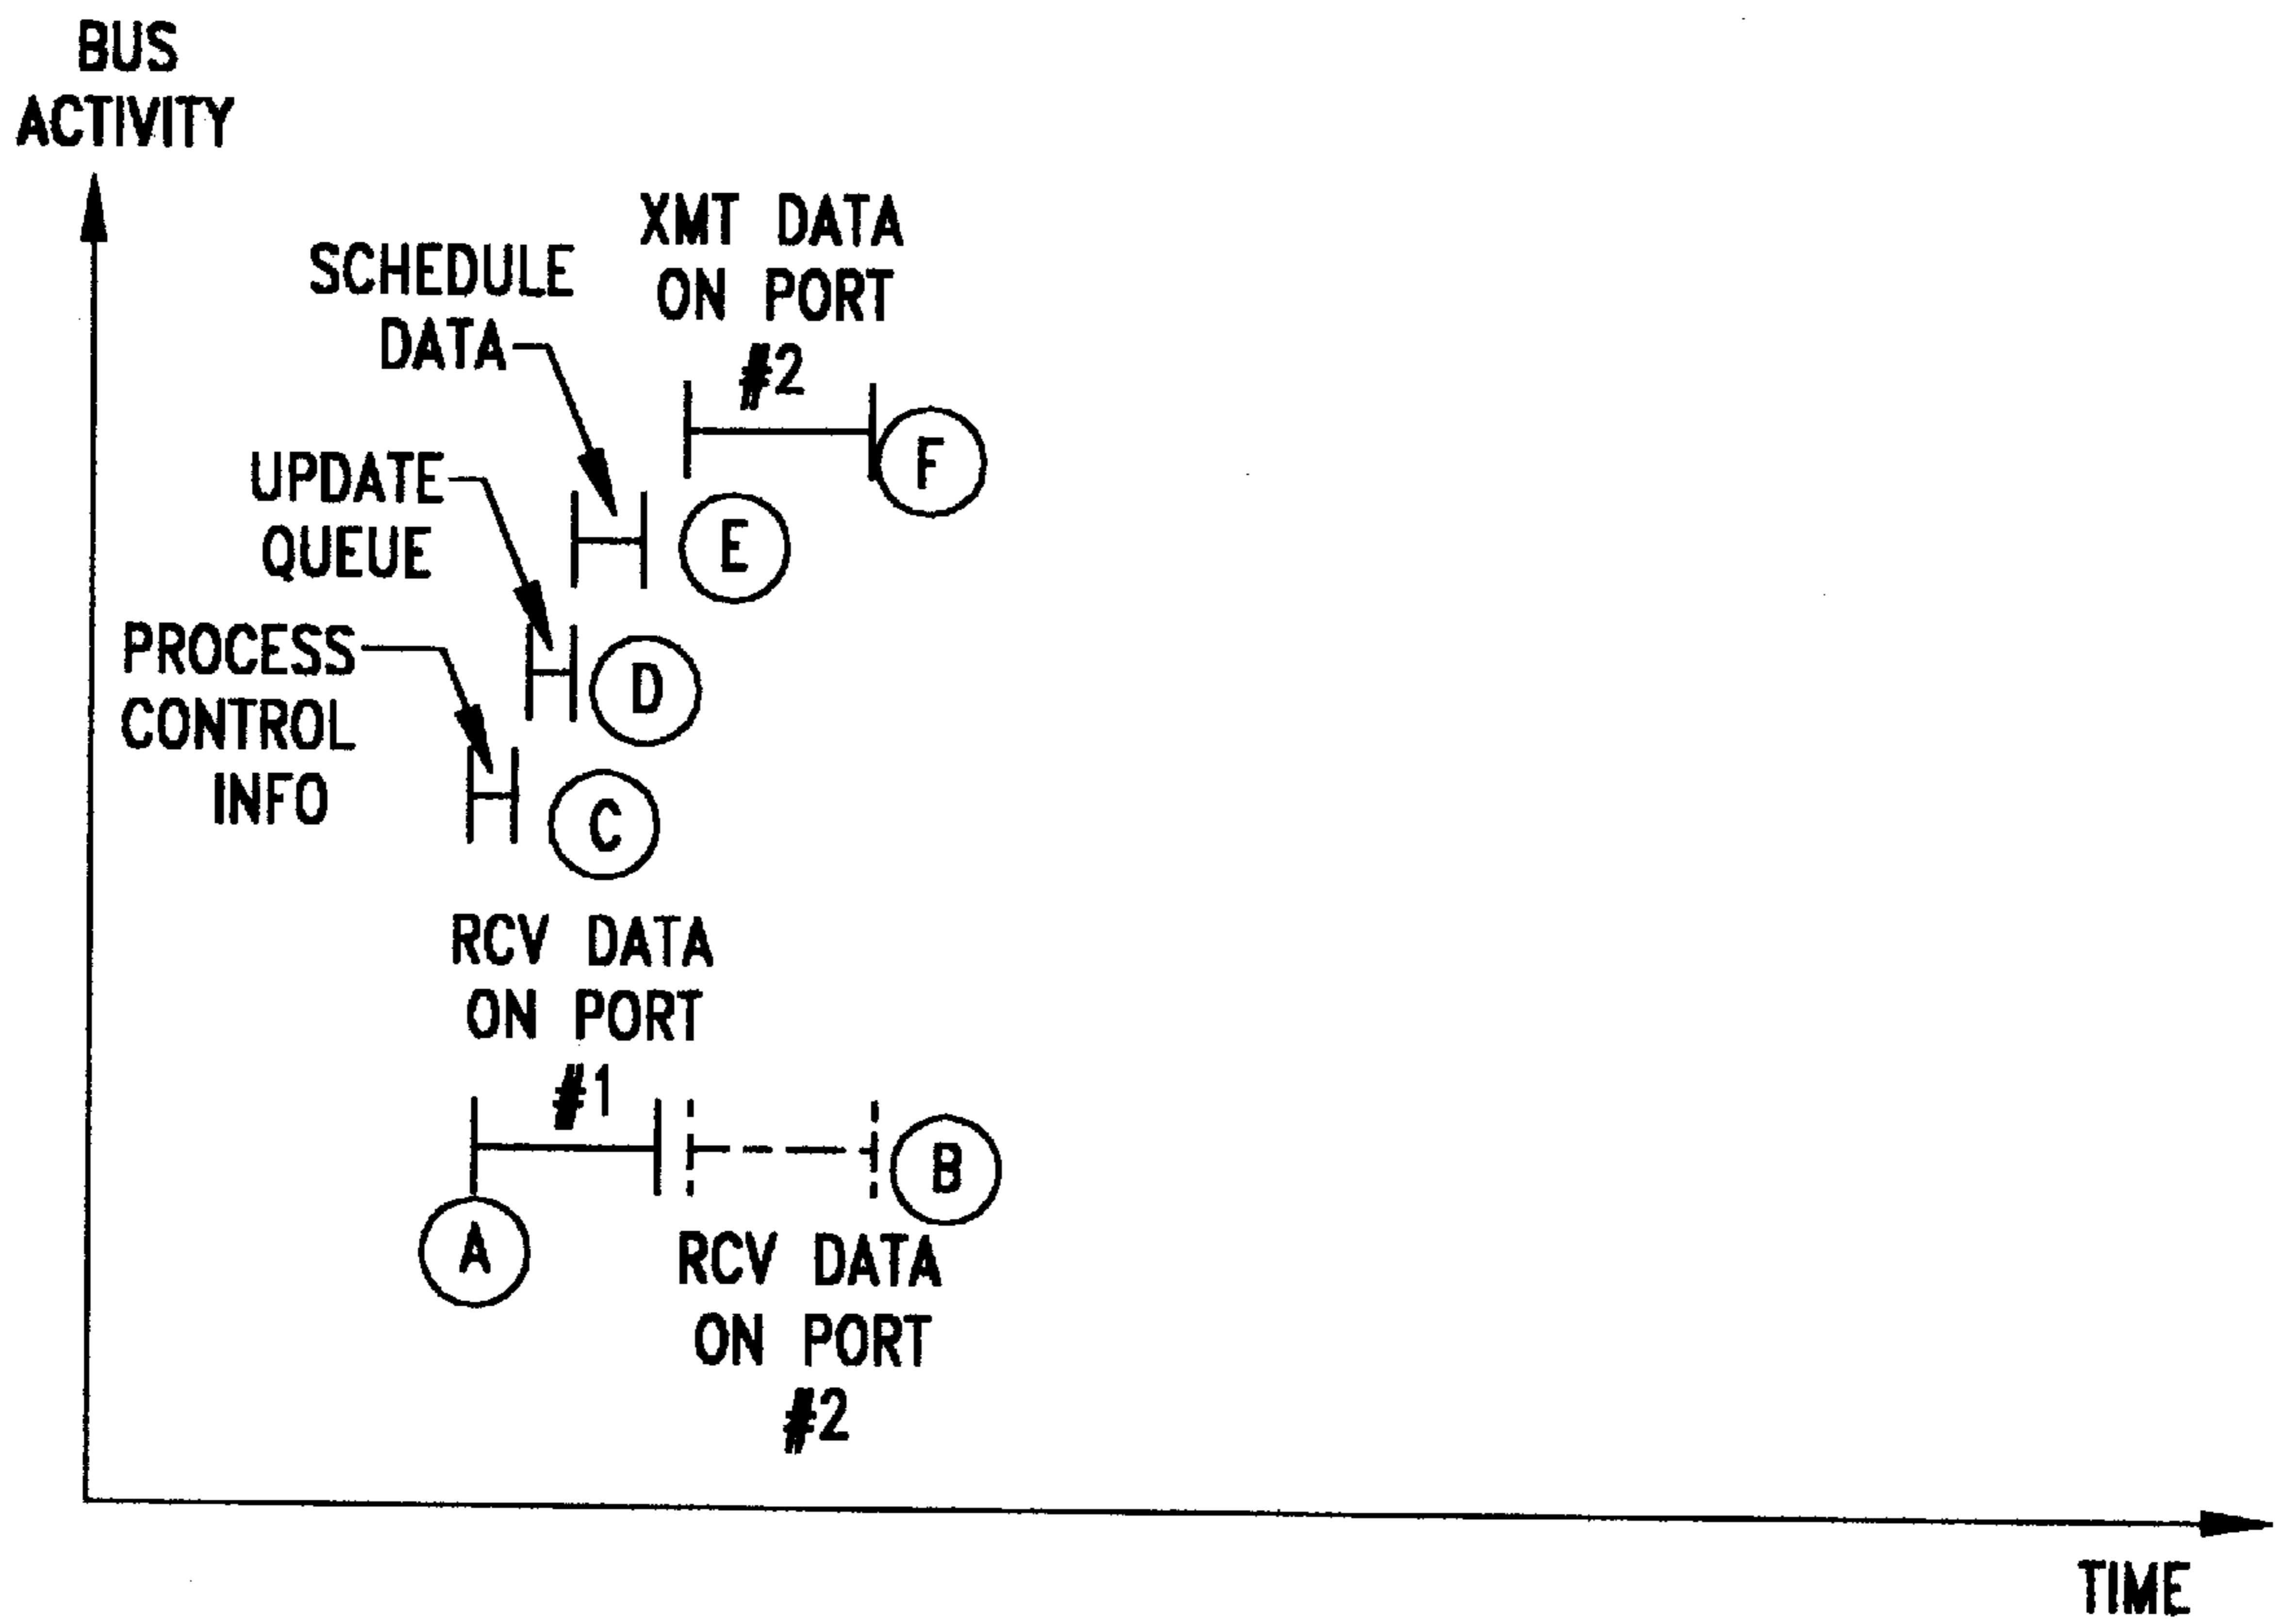 BUS
ACTIVITY
XMT DATA
ON PORT
#2
SCHEDULE
DATA
F
UPDATE
QUEUE
E
PROCESS
CONTROL
INFO
D
C
RCV DATA
ON PORT
#1
B
A
RCV DATA
ON PORT
#2
TIME